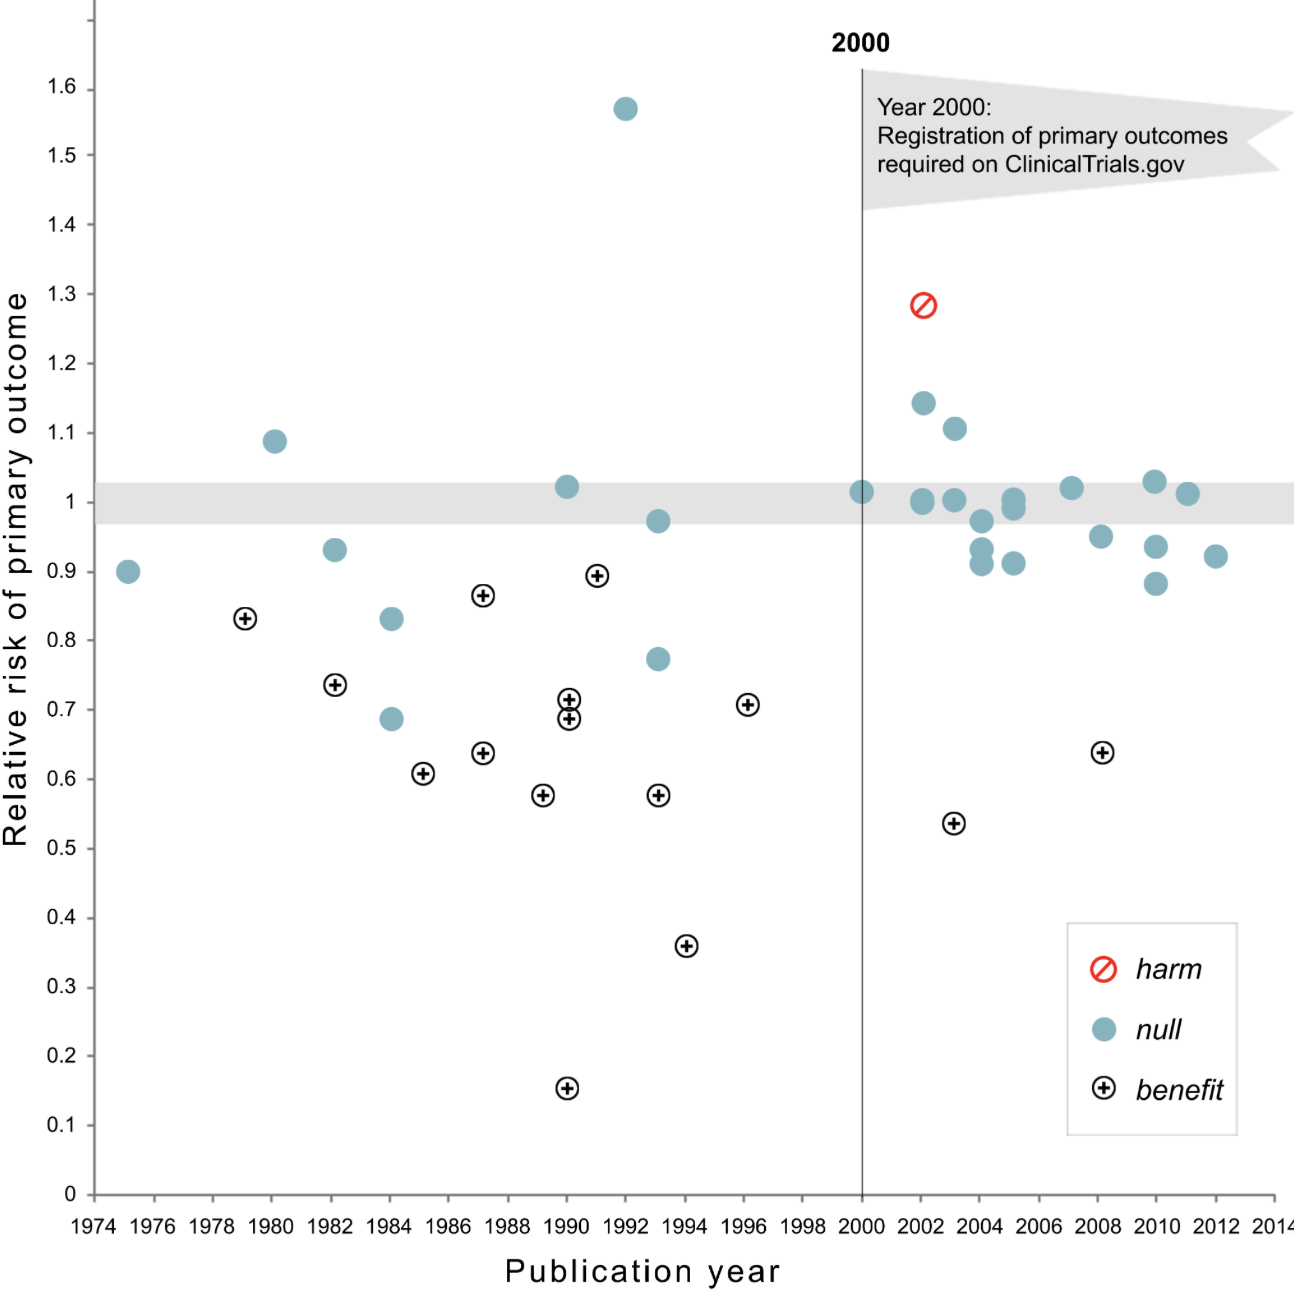 2000
Year 2000:
Registration of primary outcomes
required on ClinicalTrials.gov
Relative risk of primary outcome
1.6
1.5
1.4
1.3
1.2
1.1
1
0.9
0.8
0.7
0.6
0.5
0.4
0.3
0.2
0.1
0
harm
null
benefit
1974 1976 1978 1980 1982 1984 1986 1988 1990 1992 1994 1996 1998 2000 2002 2004 2006 2008 2010 2012 2014
Publication year